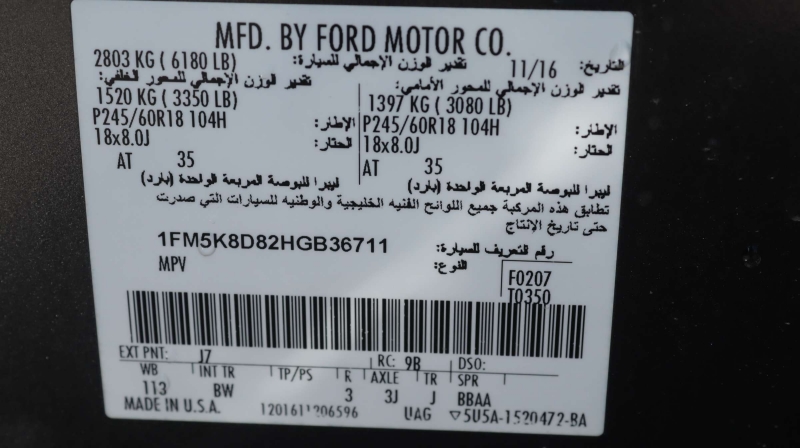 MFD. BY FORD MOTOR CO.
التاريخ: 11/16 تقدير الوزن الإجمالي للسيارة: 2803 KG ( 6180 LB)
تقدير الوزن الإجمالي للمحور الأمامي: تقدير الوزن الإجمالي للمحور الخلفي:
1397 KG ( 3080 LB) 1520 KG ( 3350 LB)
الإطار: P245/60R18 104H الإطار: P245/60R18 104H
الحتار: 18x8.0J الحتار: 18x8.0J
AT 35 AT 35
ليبرا للبوصة المربعة الواحدة (بارد) ليبرا للبوصة المربعة الواحدة (بارد)
تطابق هذه المركبة جميع اللوائح الفنيه الخليجية والوطنيه للسيارات التي صدرت
حتى تاريخ الإنتاج
رقم التعريف للسيارة: 1FM5K8D82HGB36711
النوع: MPV
F0207
T0350
EXT PNT: J7 RC: 9B DSO:
WB INT TR TP/PS R AXLE TR SPR
113 BW 3 3J J BBAA
MADE IN U.S.A. 1201611206596 UAG ▽5U5A-1520472-BA